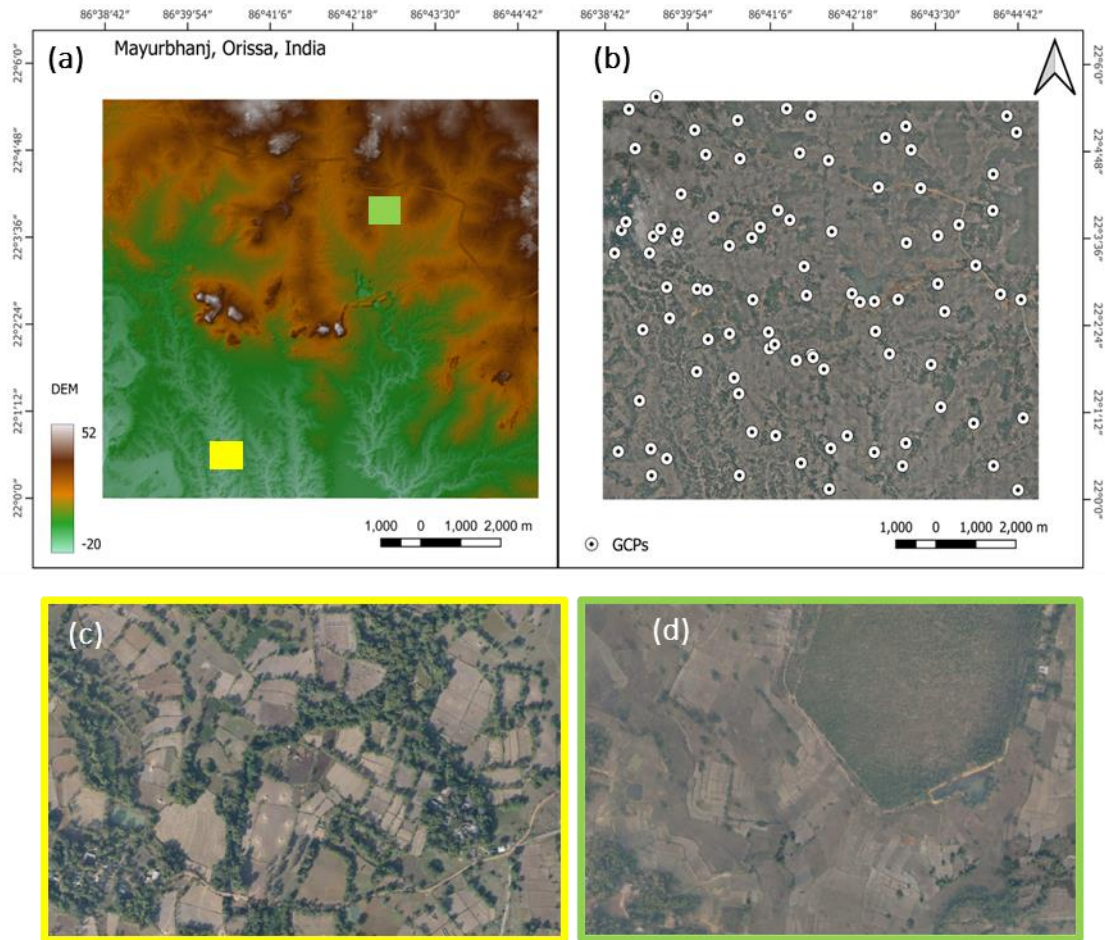 86°38′42″ 86°39′54″ 86°41′6″ 86°42′18″ 86°43′30″ 86°44′42″
86°38′42″ 86°39′54″ 86°41′6″ 86°42′18″ 86°43′30″ 86°44′42″
(a)
Mayurbhanj, Orissa, India
22°6′0″
22°4′48″
22°3′36″
22°2′24″
22°1′12″
22°0′0″
DEM
52
-20
1,000 0 1,000 2,000 m
(b)
22°6′0″
22°4′48″
22°3′36″
22°2′24″
22°1′12″
22°0′0″
GCPs
1,000 0 1,000 2,000 m
(c)
(d)